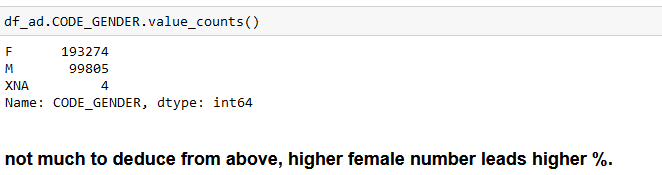 df_ad.CODE_GENDER.value_counts()
F 193274
M 99805
XNA 4
Name: CODE_GENDER, dtype: int64
not much to deduce from above, higher female number leads higher %.